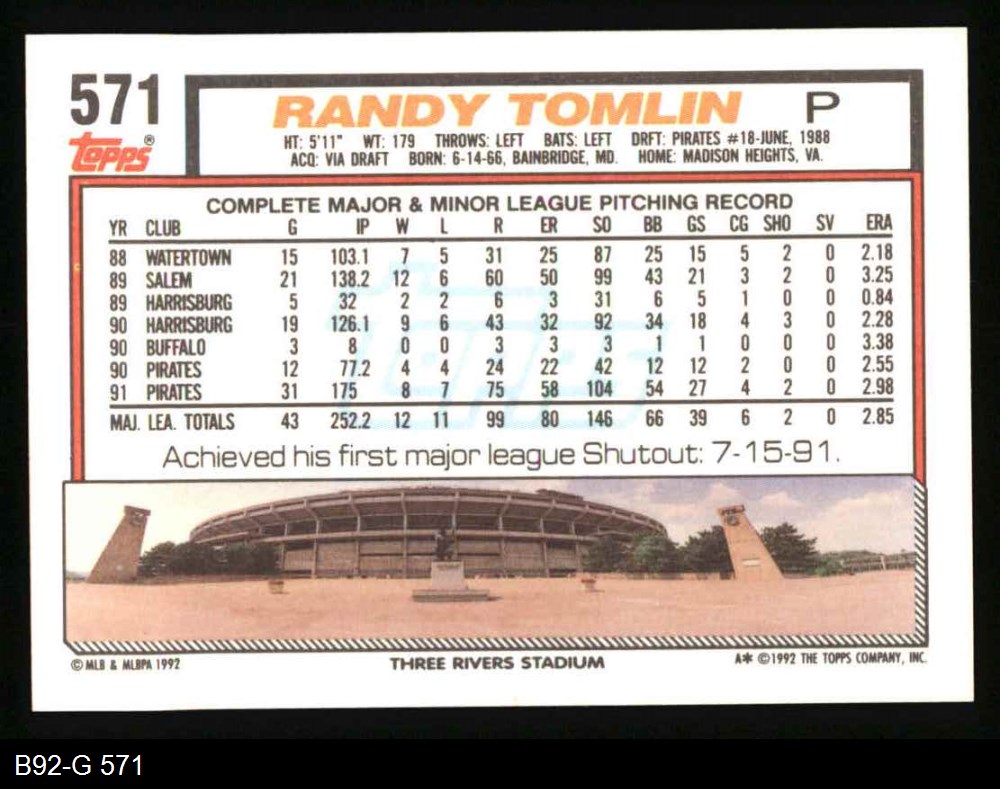 571
RANDY TOMLIN P
Topps®
HT: 5'11" WT: 179 THROWS: LEFT BATS: LEFT DRFT: PIRATES #18-JUNE, 1988
ACQ: VIA DRAFT BORN: 6-14-66, BAINBRIDGE, MD. HOME: MADISON HEIGHTS, VA.
COMPLETE MAJOR & MINOR LEAGUE PITCHING RECORD
YR CLUB G IP W L R ER SO BB GS CG SHO SV ERA
88 WATERTOWN 15 103.1 7 5 31 25 87 25 15 5 2 0 2.18
89 SALEM 21 138.2 12 6 60 50 99 43 21 3 2 0 3.25
89 HARRISBURG 5 32 2 2 6 3 31 6 5 1 0 0 0.84
90 HARRISBURG 19 126.1 9 6 43 32 92 34 18 4 3 0 2.28
90 BUFFALO 3 8 0 0 3 3 3 1 1 0 0 0 3.38
90 PIRATES 12 77.2 4 4 24 22 42 12 12 2 0 0 2.55
91 PIRATES 31 175 8 7 75 58 104 54 27 4 2 0 2.98
MAJ. LEA. TOTALS 43 252.2 12 11 99 80 146 66 39 6 2 0 2.85
Topps
Achieved his first major league Shutout: 7-15-91.
© MLB & MLBPA 1992 THREE RIVERS STADIUM A* ©1992 THE TOPPS COMPANY, INC.
B92-G 571